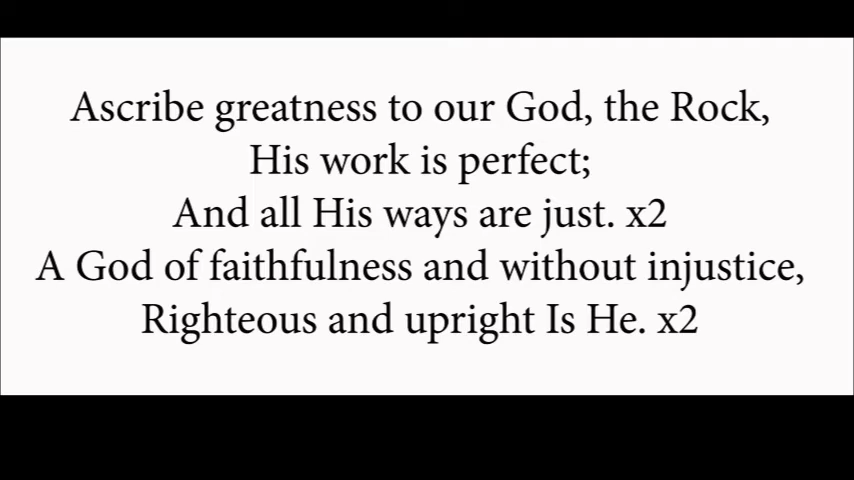 Ascribe greatness to our God, the Rock,
His work is perfect;
And all His ways are just. x2
A God of faithfulness and without injustice,
Righteous and upright Is He. x2